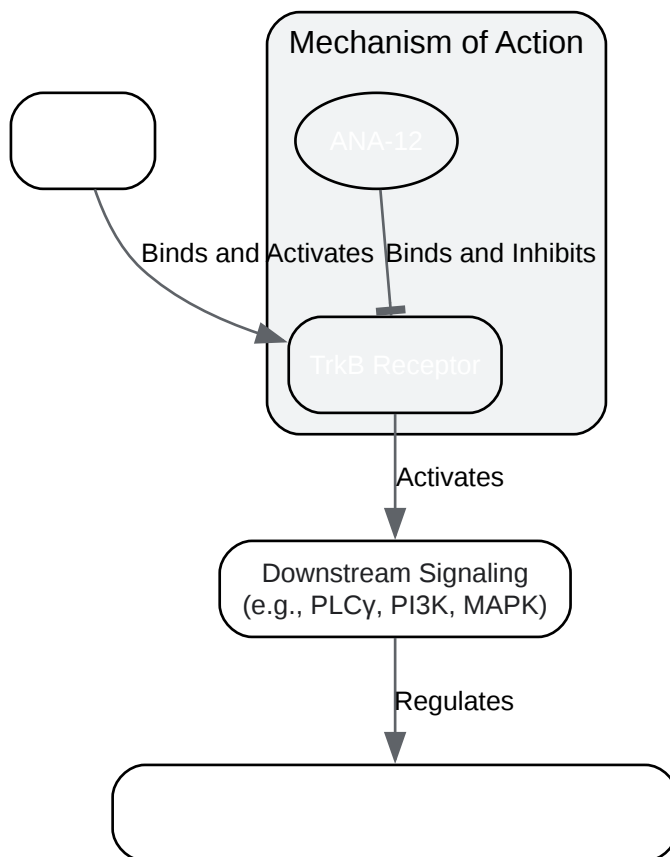 Mechanism of Action
ANA-12
Binds and Activates
Binds and Inhibits
TrkB Receptor
Activates
Downstream Signaling
(e.g., PLCγ, PI3K, MAPK)
Regulates